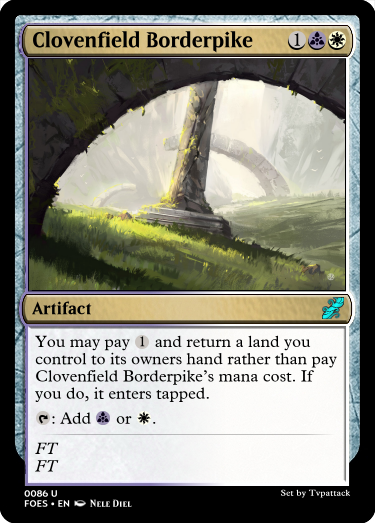 Clovenfield Borderpike 1
Artifact
You may pay 1 and return a land you
control to its owners hand rather than pay
Clovenfield Borderpike's mana cost. If
you do, it enters tapped.
: Add or .
FT
FT
0086 U
FOES • EN Nele Diel
Set by Tvpattack